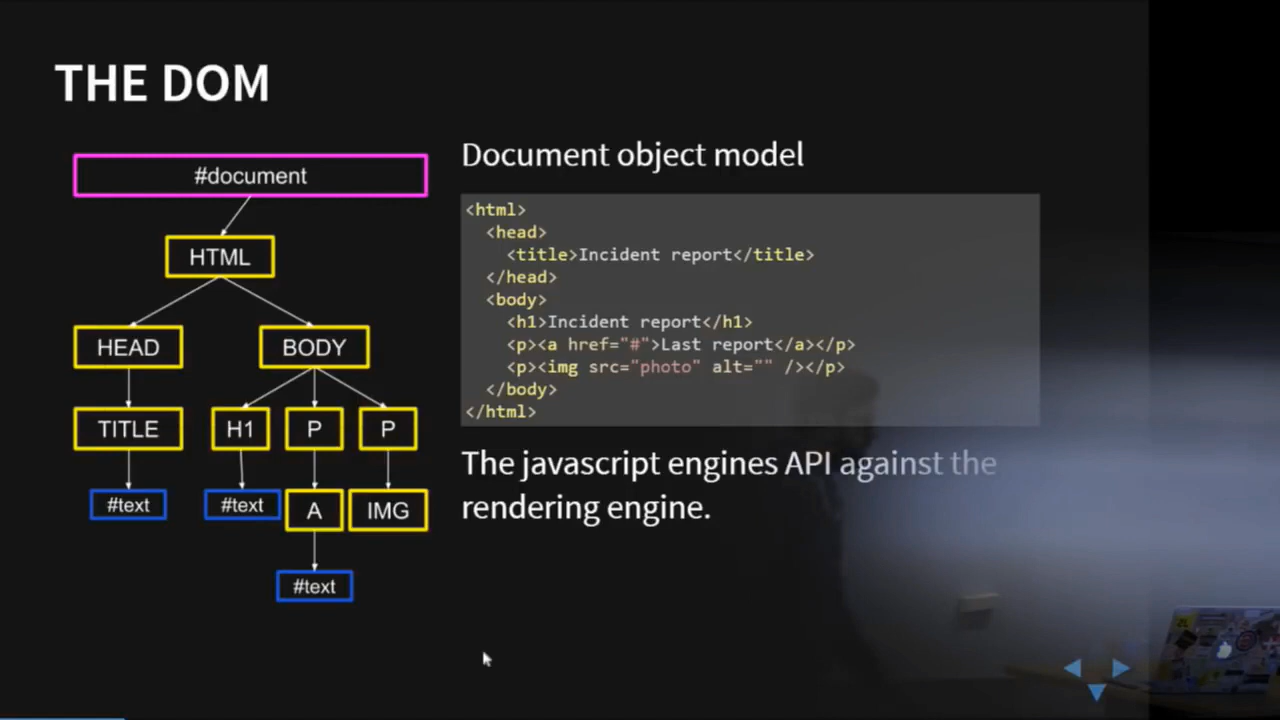 THE DOM
#document
HTML
HEAD BODY
TITLE H1 P P
#text #text A IMG
#text
Document object model
<html>
  <head>
    <title>Incident report</title>
  </head>
  <body>
    <h1>Incident report</h1>
    <p><a href="#">Last report</a></p>
    <p><img src="photo" alt="" /></p>
  </body>
</html>
The javascript engines API against the
rendering engine.